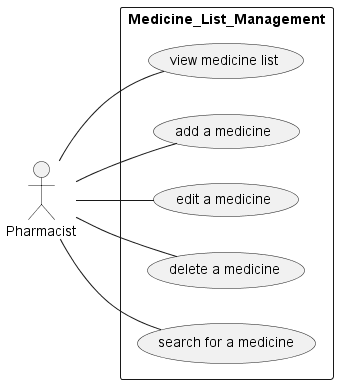 Medicine_List_Management
view medicine list
add a medicine
edit a medicine
Pharmacist
delete a medicine
search for a medicine